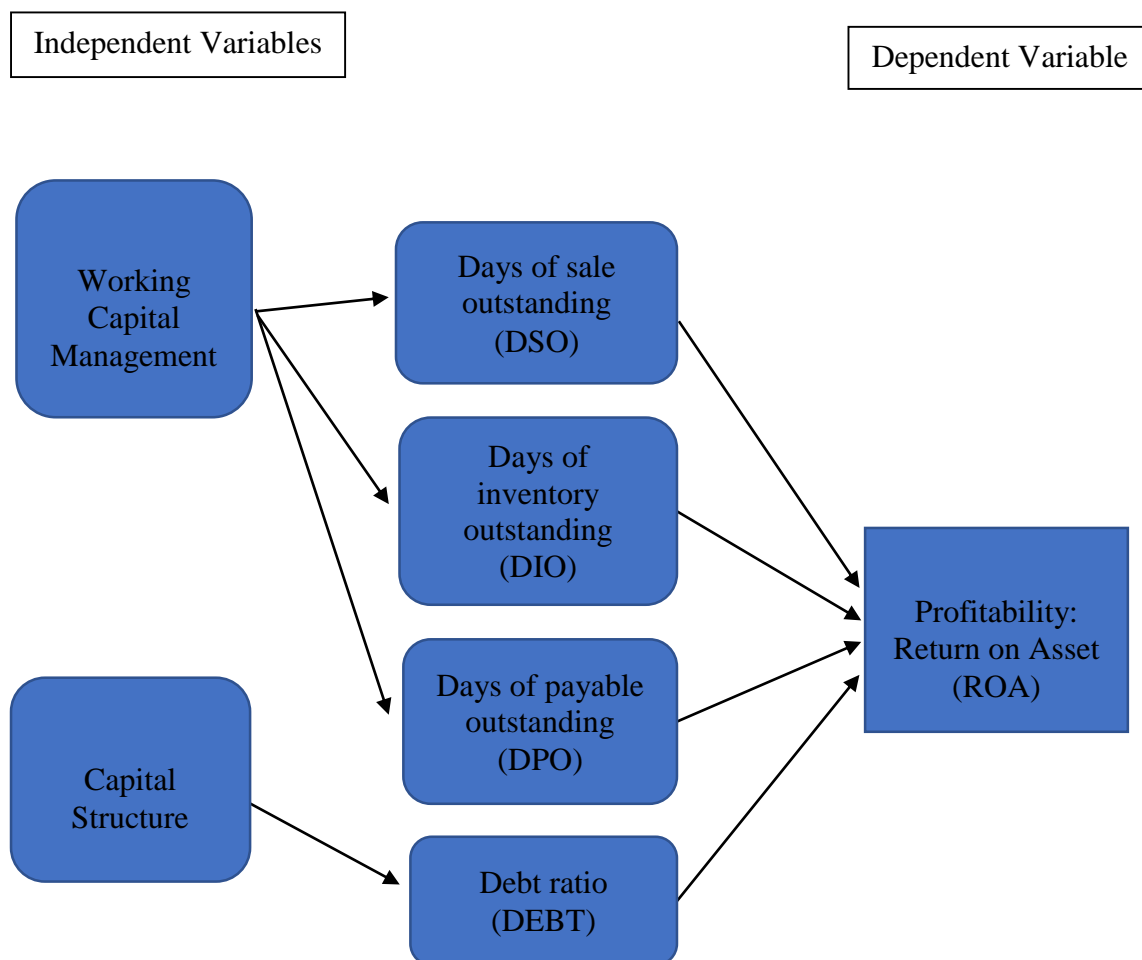 Independent Variables
Dependent Variable
Working
Capital
Management
Days of sale
outstanding
(DSO)
Days of
inventory
outstanding
(DIO)
Profitability:
Return on Asset
(ROA)
Days of payable
outstanding
(DPO)
Capital
Structure
Debt ratio
(DEBT)